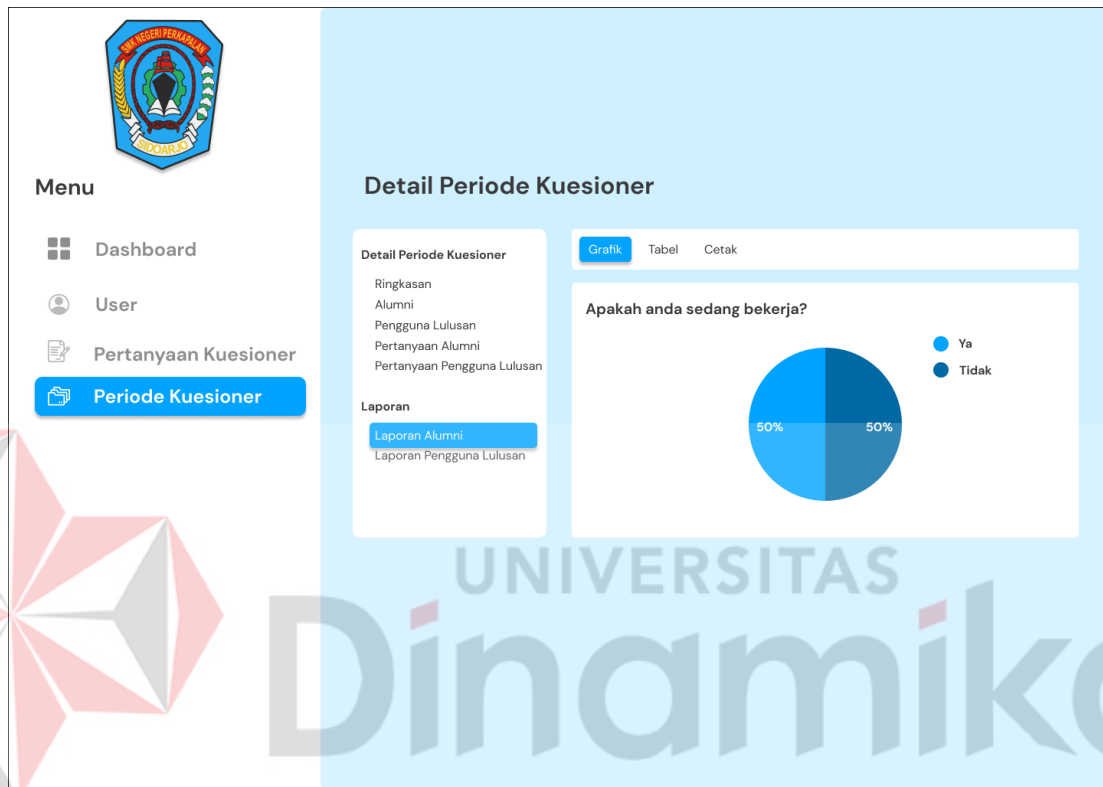 SMK NEGERI PERKAPALAN
SIDOARJO
Menu
Dashboard
User
Pertanyaan Kuesioner
Periode Kuesioner
Detail Periode Kuesioner
Detail Periode Kuesioner
Ringkasan
Alumni
Pengguna Lulusan
Pertanyaan Alumni
Pertanyaan Pengguna Lulusan
Laporan
Laporan Alumni
Laporan Pengguna Lulusan
Grafik Tabel Cetak
Apakah anda sedang bekerja?
Ya
Tidak
50% 50%
UNIVERSITAS
Dinamika